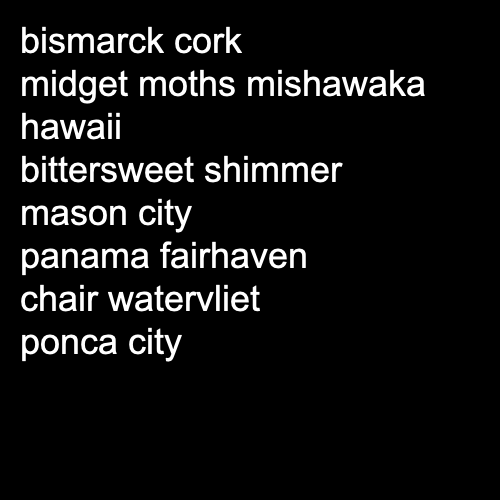 bismarck cork
midget moths mishawaka
hawaii
bittersweet shimmer
mason city
panama fairhaven
chair watervliet
ponca city